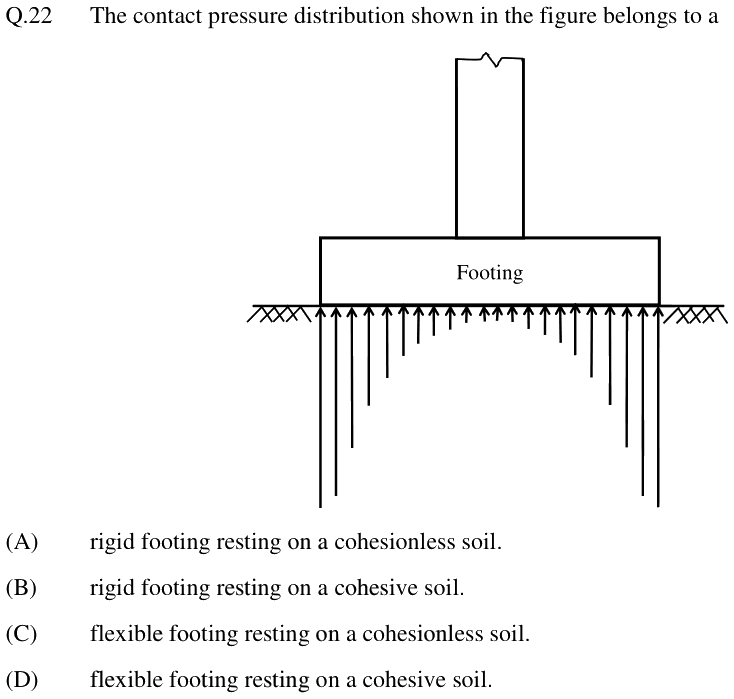 Q.22 The contact pressure distribution shown in the figure belongs to a
Footing
(A) rigid footing resting on a cohesionless soil.
(B) rigid footing resting on a cohesive soil.
(C) flexible footing resting on a cohesionless soil.
(D) flexible footing resting on a cohesive soil.